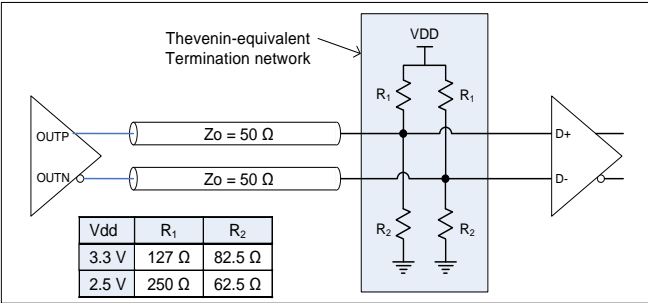 Thevenin-equivalent
Termination network
VDD
R₁
R₁
OUTP
Zo = 50 Ω
D+
OUTN
Zo = 50 Ω
D-
R₂
R₂
Vdd R₁ R₂
3.3 V 127 Ω 82.5 Ω
2.5 V 250 Ω 62.5 Ω